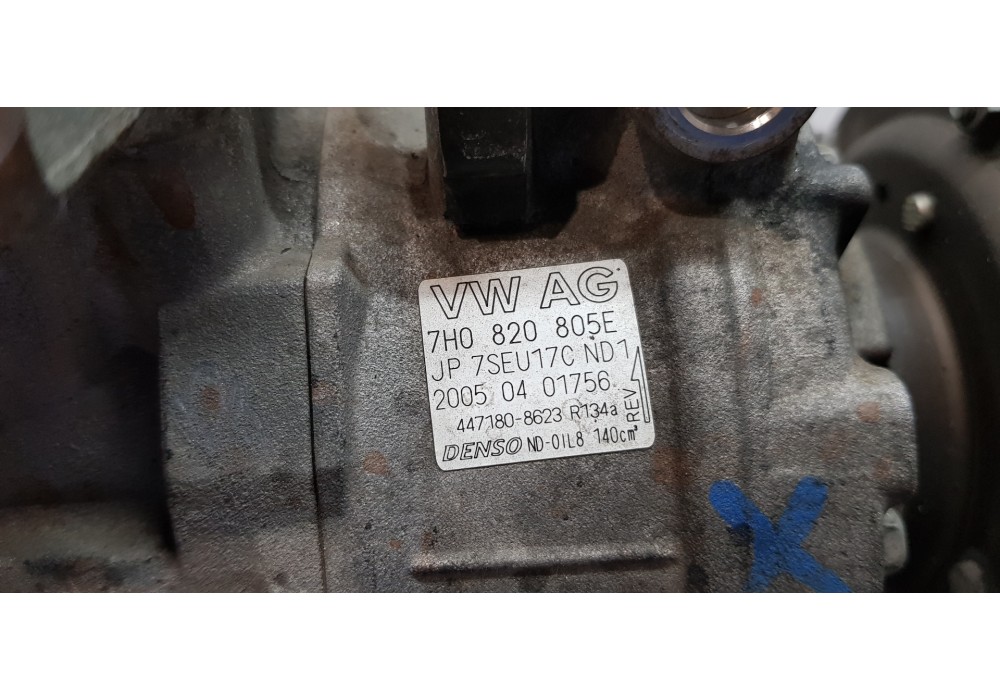 VW AG
7H0 820 805E
JP 7SEU17C ND1
2005 04 01756
447180-8623 R134a
DENSO ND-OIL8 140cm³
REV